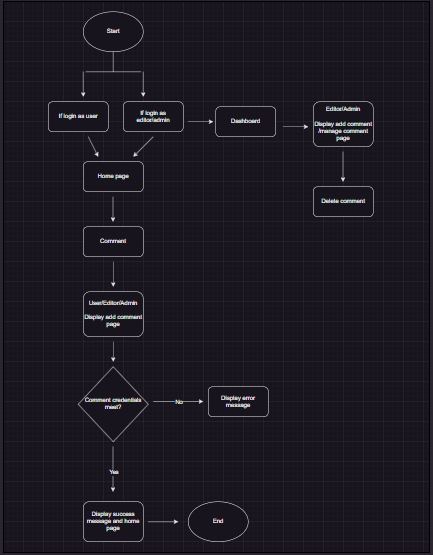 Start
If login as user
If login as
editor/admin
Dashboard
Editor/Admin
Display add comment
/manage comment
page
Home page
Delete comment
Comment
User/Editor/Admin
Display add comment
page
Comment credentials
meet?
No
Display error
message
Yes
Display success
message and home
page
End